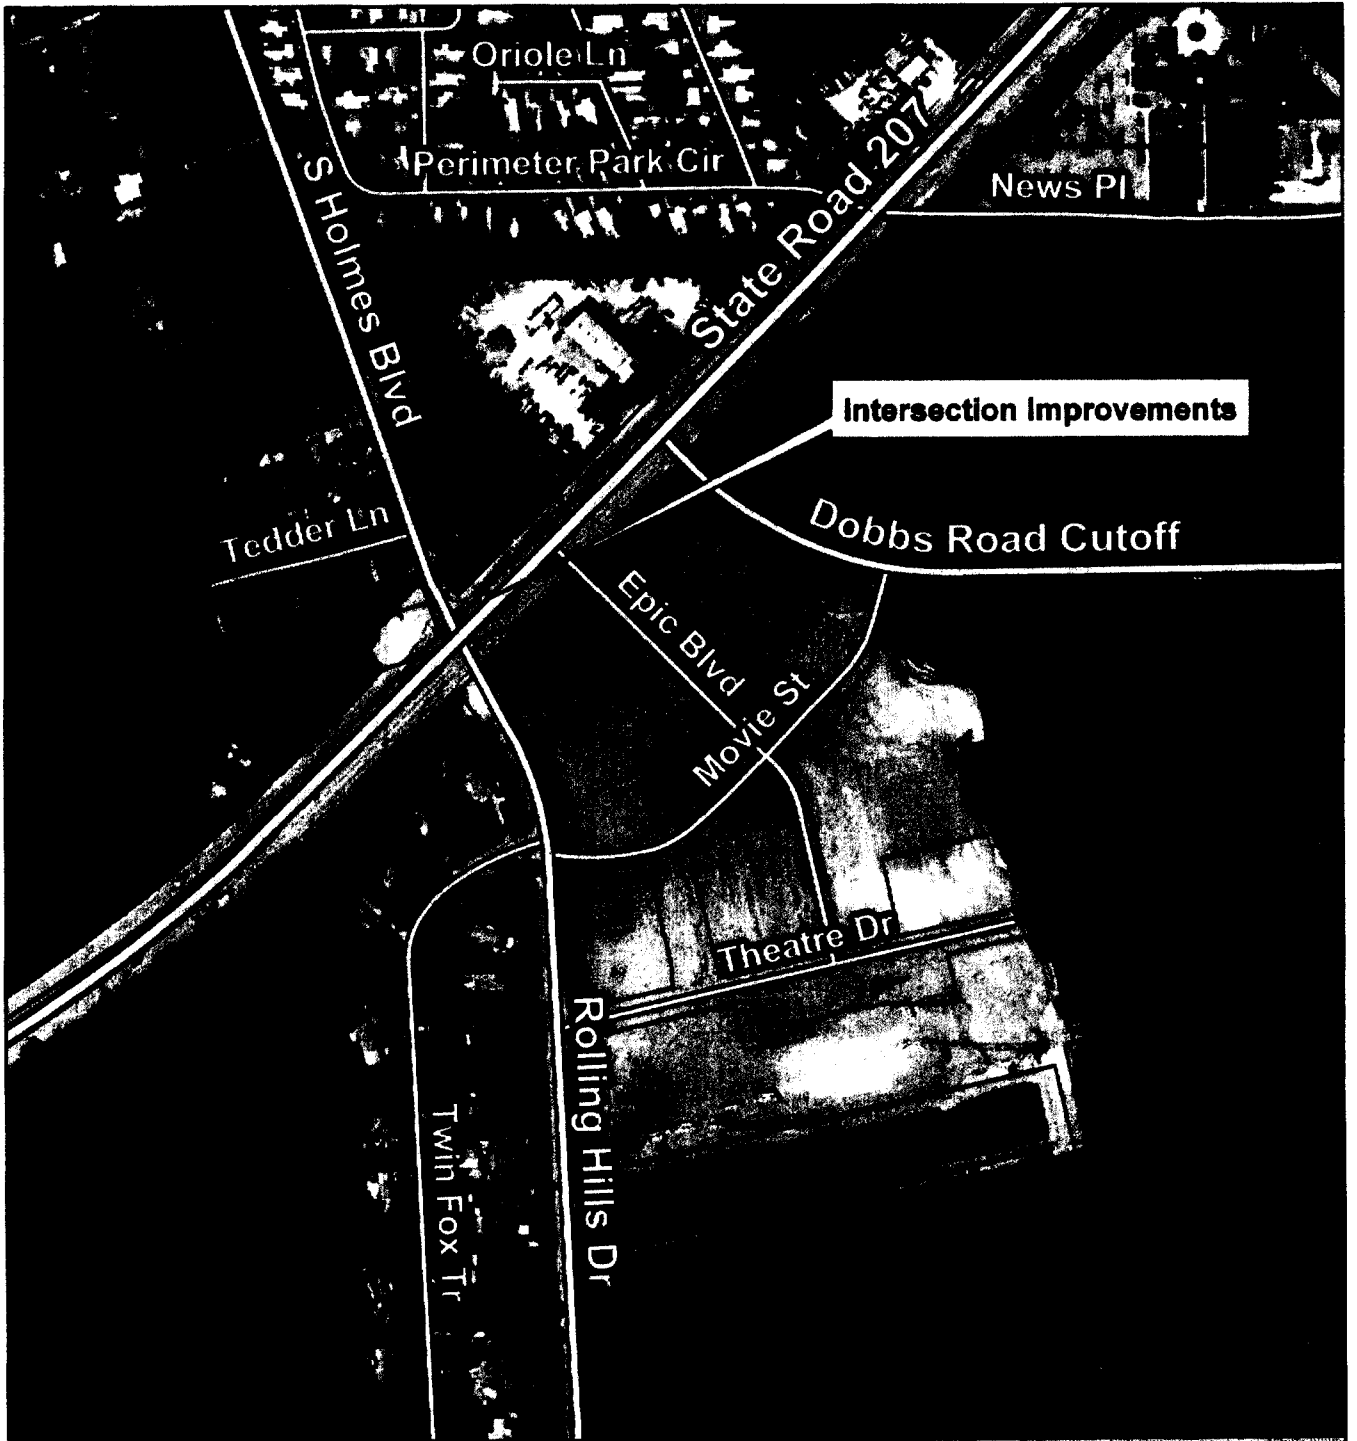 Oriole Ln
Perimeter Park Cir
News Pl
State Road 207
S Holmes Blvd
Intersection Improvements
Dobbs Road Cutoff
Tedder Ln
Epic Blvd
Movie St
Theatre Dr
Rolling Hills Dr
Twin Fox Tr